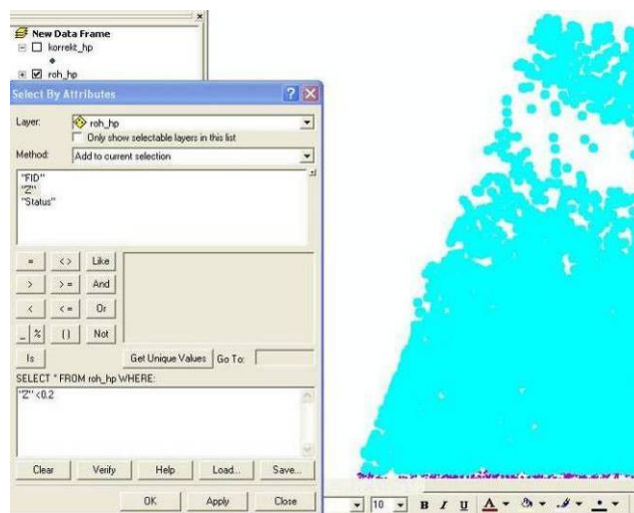 New Data Frame
korrekt_hp
roh_hp
Select By Attributes
Layer: roh_hp
Only show selectable layers in this list
Method: Add to current selection
"FID"
"Z"
"Status"
= <> Like
> >= And
< <= Or
_ % () Not
Is Get Unique Values Go To:
SELECT * FROM roh_hp WHERE:
"Z" <0.2
Clear Verify Help Load... Save...
OK Apply Close
10 B I U A